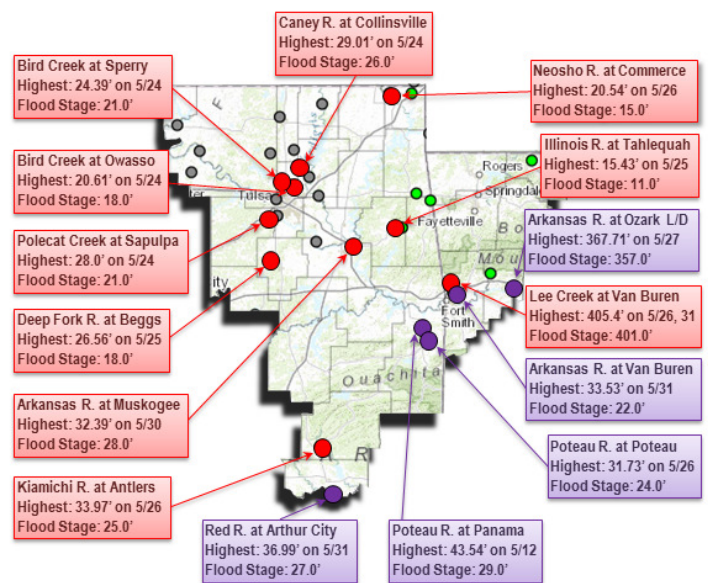 Caney R. at Collinsville
Highest: 29.01' on 5/24
Flood Stage: 26.0'
Bird Creek at Sperry
Highest: 24.39' on 5/24
Flood Stage: 21.0'
Neosho R. at Commerce
Highest: 20.54' on 5/26
Flood Stage: 15.0'
Bird Creek at Owasso
Highest: 20.61' on 5/24
Flood Stage: 18.0'
Illinois R. at Tahlequah
Highest: 15.43' on 5/25
Flood Stage: 11.0'
Polecat Creek at Sapulpa
Highest: 28.0' on 5/24
Flood Stage: 21.0'
Arkansas R. at Ozark L/D
Highest: 367.71' on 5/27
Flood Stage: 357.0'
Deep Fork R. at Beggs
Highest: 26.56' on 5/25
Flood Stage: 18.0'
Lee Creek at Van Buren
Highest: 405.4' on 5/26, 31
Flood Stage: 401.0'
Arkansas R. at Muskogee
Highest: 32.39' on 5/30
Flood Stage: 28.0'
Arkansas R. at Van Buren
Highest: 33.53' on 5/31
Flood Stage: 22.0'
Kiamichi R. at Antlers
Highest: 33.97' on 5/26
Flood Stage: 25.0'
Poteau R. at Poteau
Highest: 31.73' on 5/26
Flood Stage: 24.0'
Red R. at Arthur City
Highest: 36.99' on 5/31
Flood Stage: 27.0'
Poteau R. at Panama
Highest: 43.54' on 5/12
Flood Stage: 29.0'
Rogers
Springdale
Tulsa
Fayetteville
ity
Fort
Smith
Ouachita